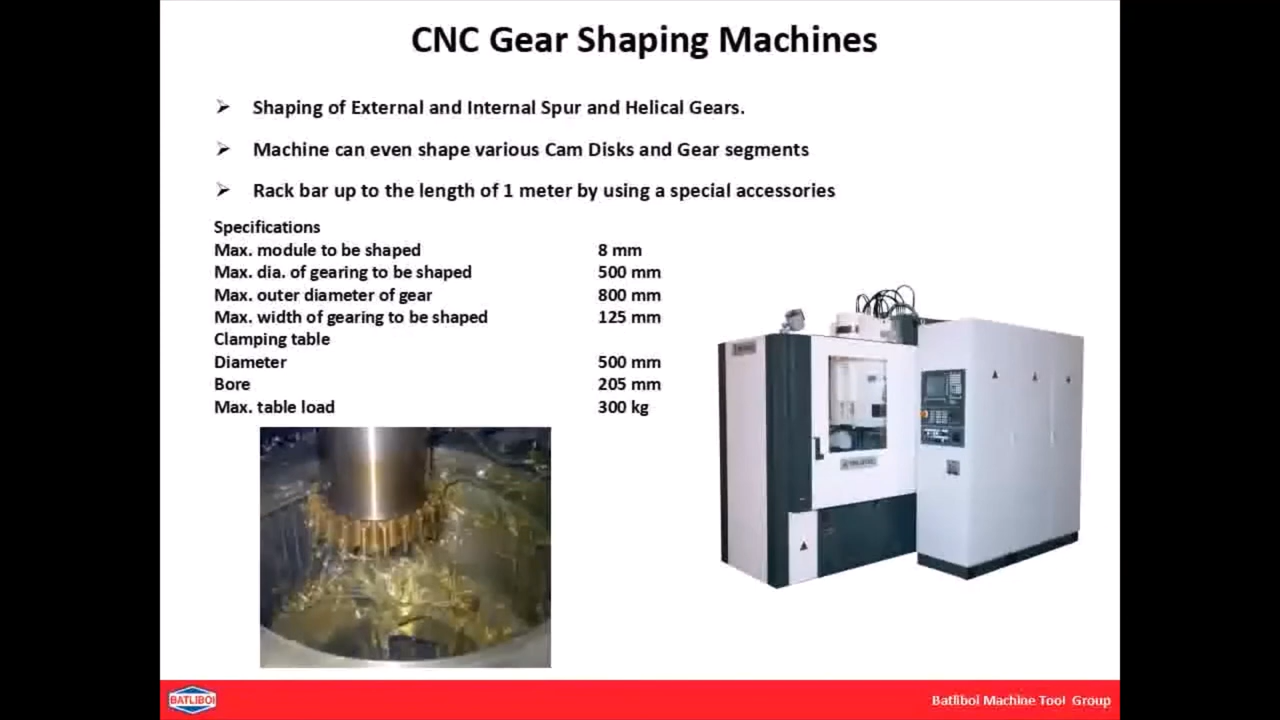 CNC Gear Shaping Machines
➢ Shaping of External and Internal Spur and Helical Gears.
➢ Machine can even shape various Cam Disks and Gear segments
➢ Rack bar up to the length of 1 meter by using a special accessories
Specifications
Max. module to be shaped 8 mm
Max. dia. of gearing to be shaped 500 mm
Max. outer diameter of gear 800 mm
Max. width of gearing to be shaped 125 mm
Clamping table
Diameter 500 mm
Bore 205 mm
Max. table load 300 kg
BATLIBOI
Batliboi Machine Tool Group